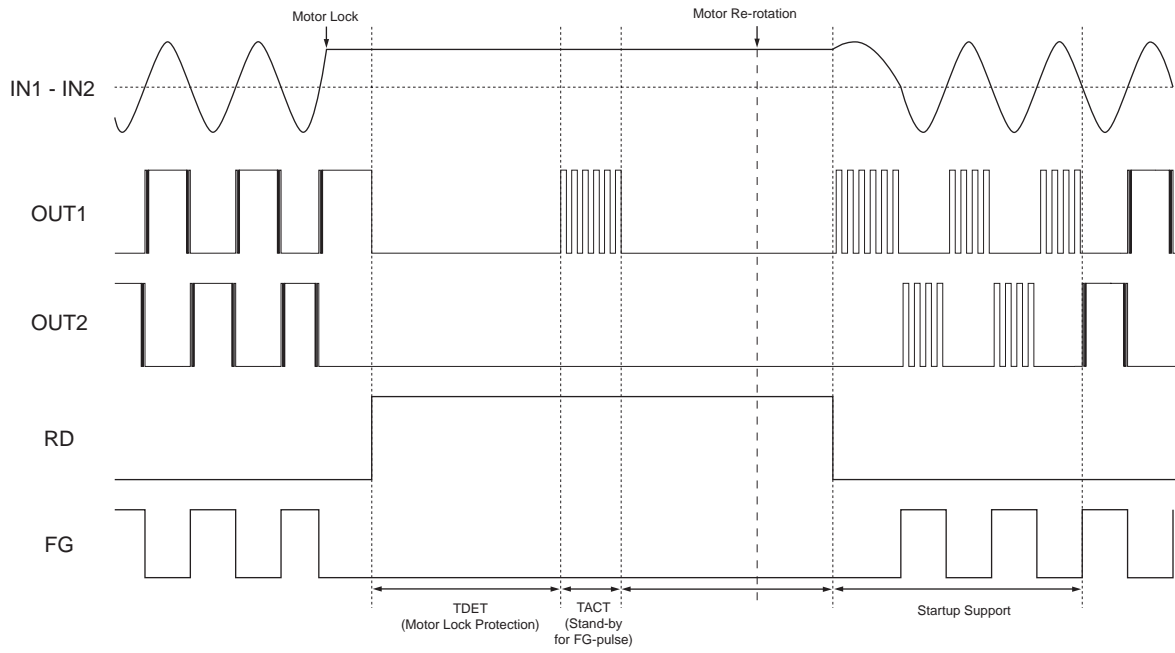 Motor Lock
Motor Re-rotation
IN1 - IN2
OUT1
OUT2
RD
FG
TDET
(Motor Lock Protection)
TACT
(Stand-by
for FG-pulse)
Startup Support